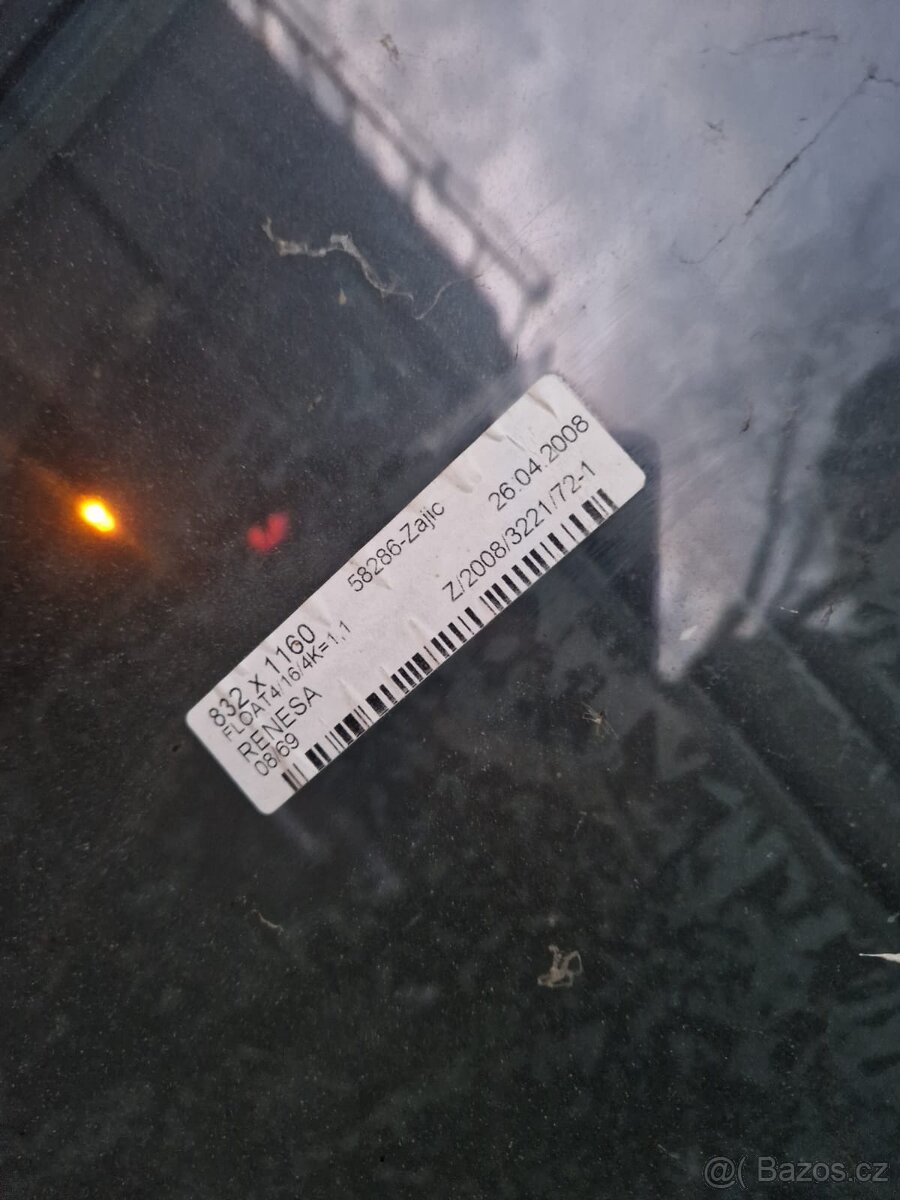 832 X 1160
58286-Zajic
26.04.2008
FLOAT4/16/4K=1,1
RENESA
Z/2008/3221/72-1
08:69
@( Bazos.cz